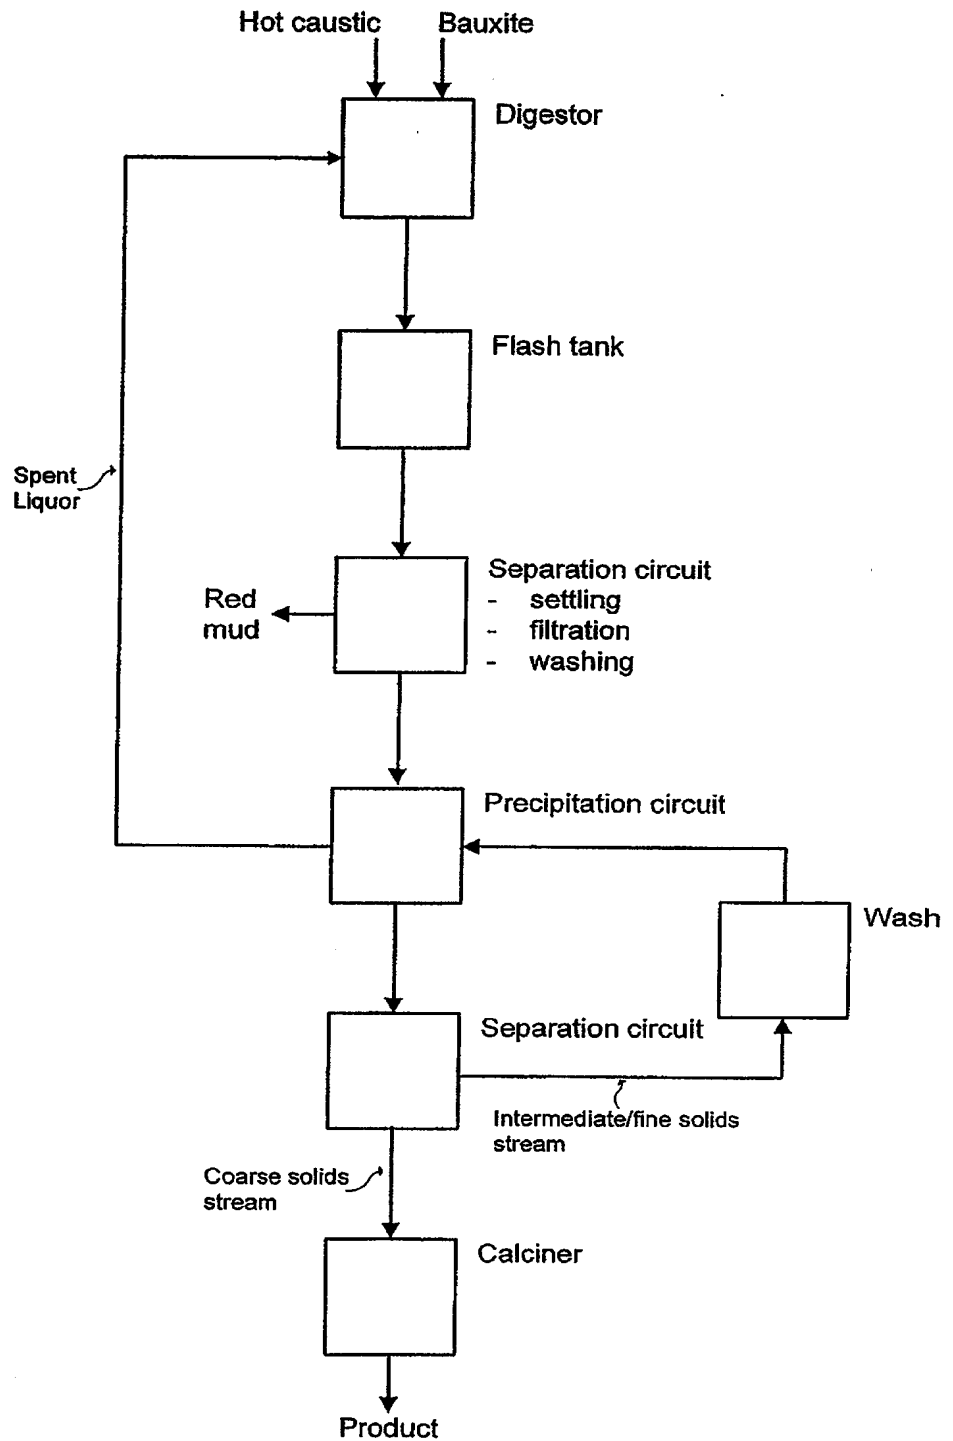 Hot caustic
Bauxite
Digestor
Flash tank
Spent
Liquor
Separation circuit
- settling
- filtration
- washing
Red
mud
Precipitation circuit
Wash
Separation circuit
Intermediate/fine solids
stream
Coarse solids
stream
Calciner
Product